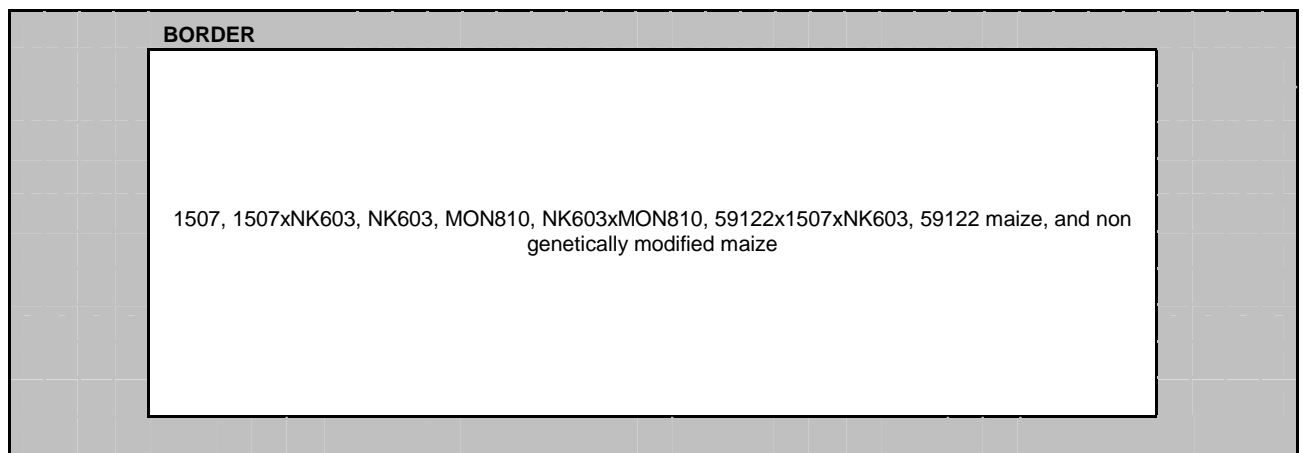 BORDER
1507, 1507xNK603, NK603, MON810, NK603xMON810, 59122x1507xNK603, 59122 maize, and non
genetically modified maize